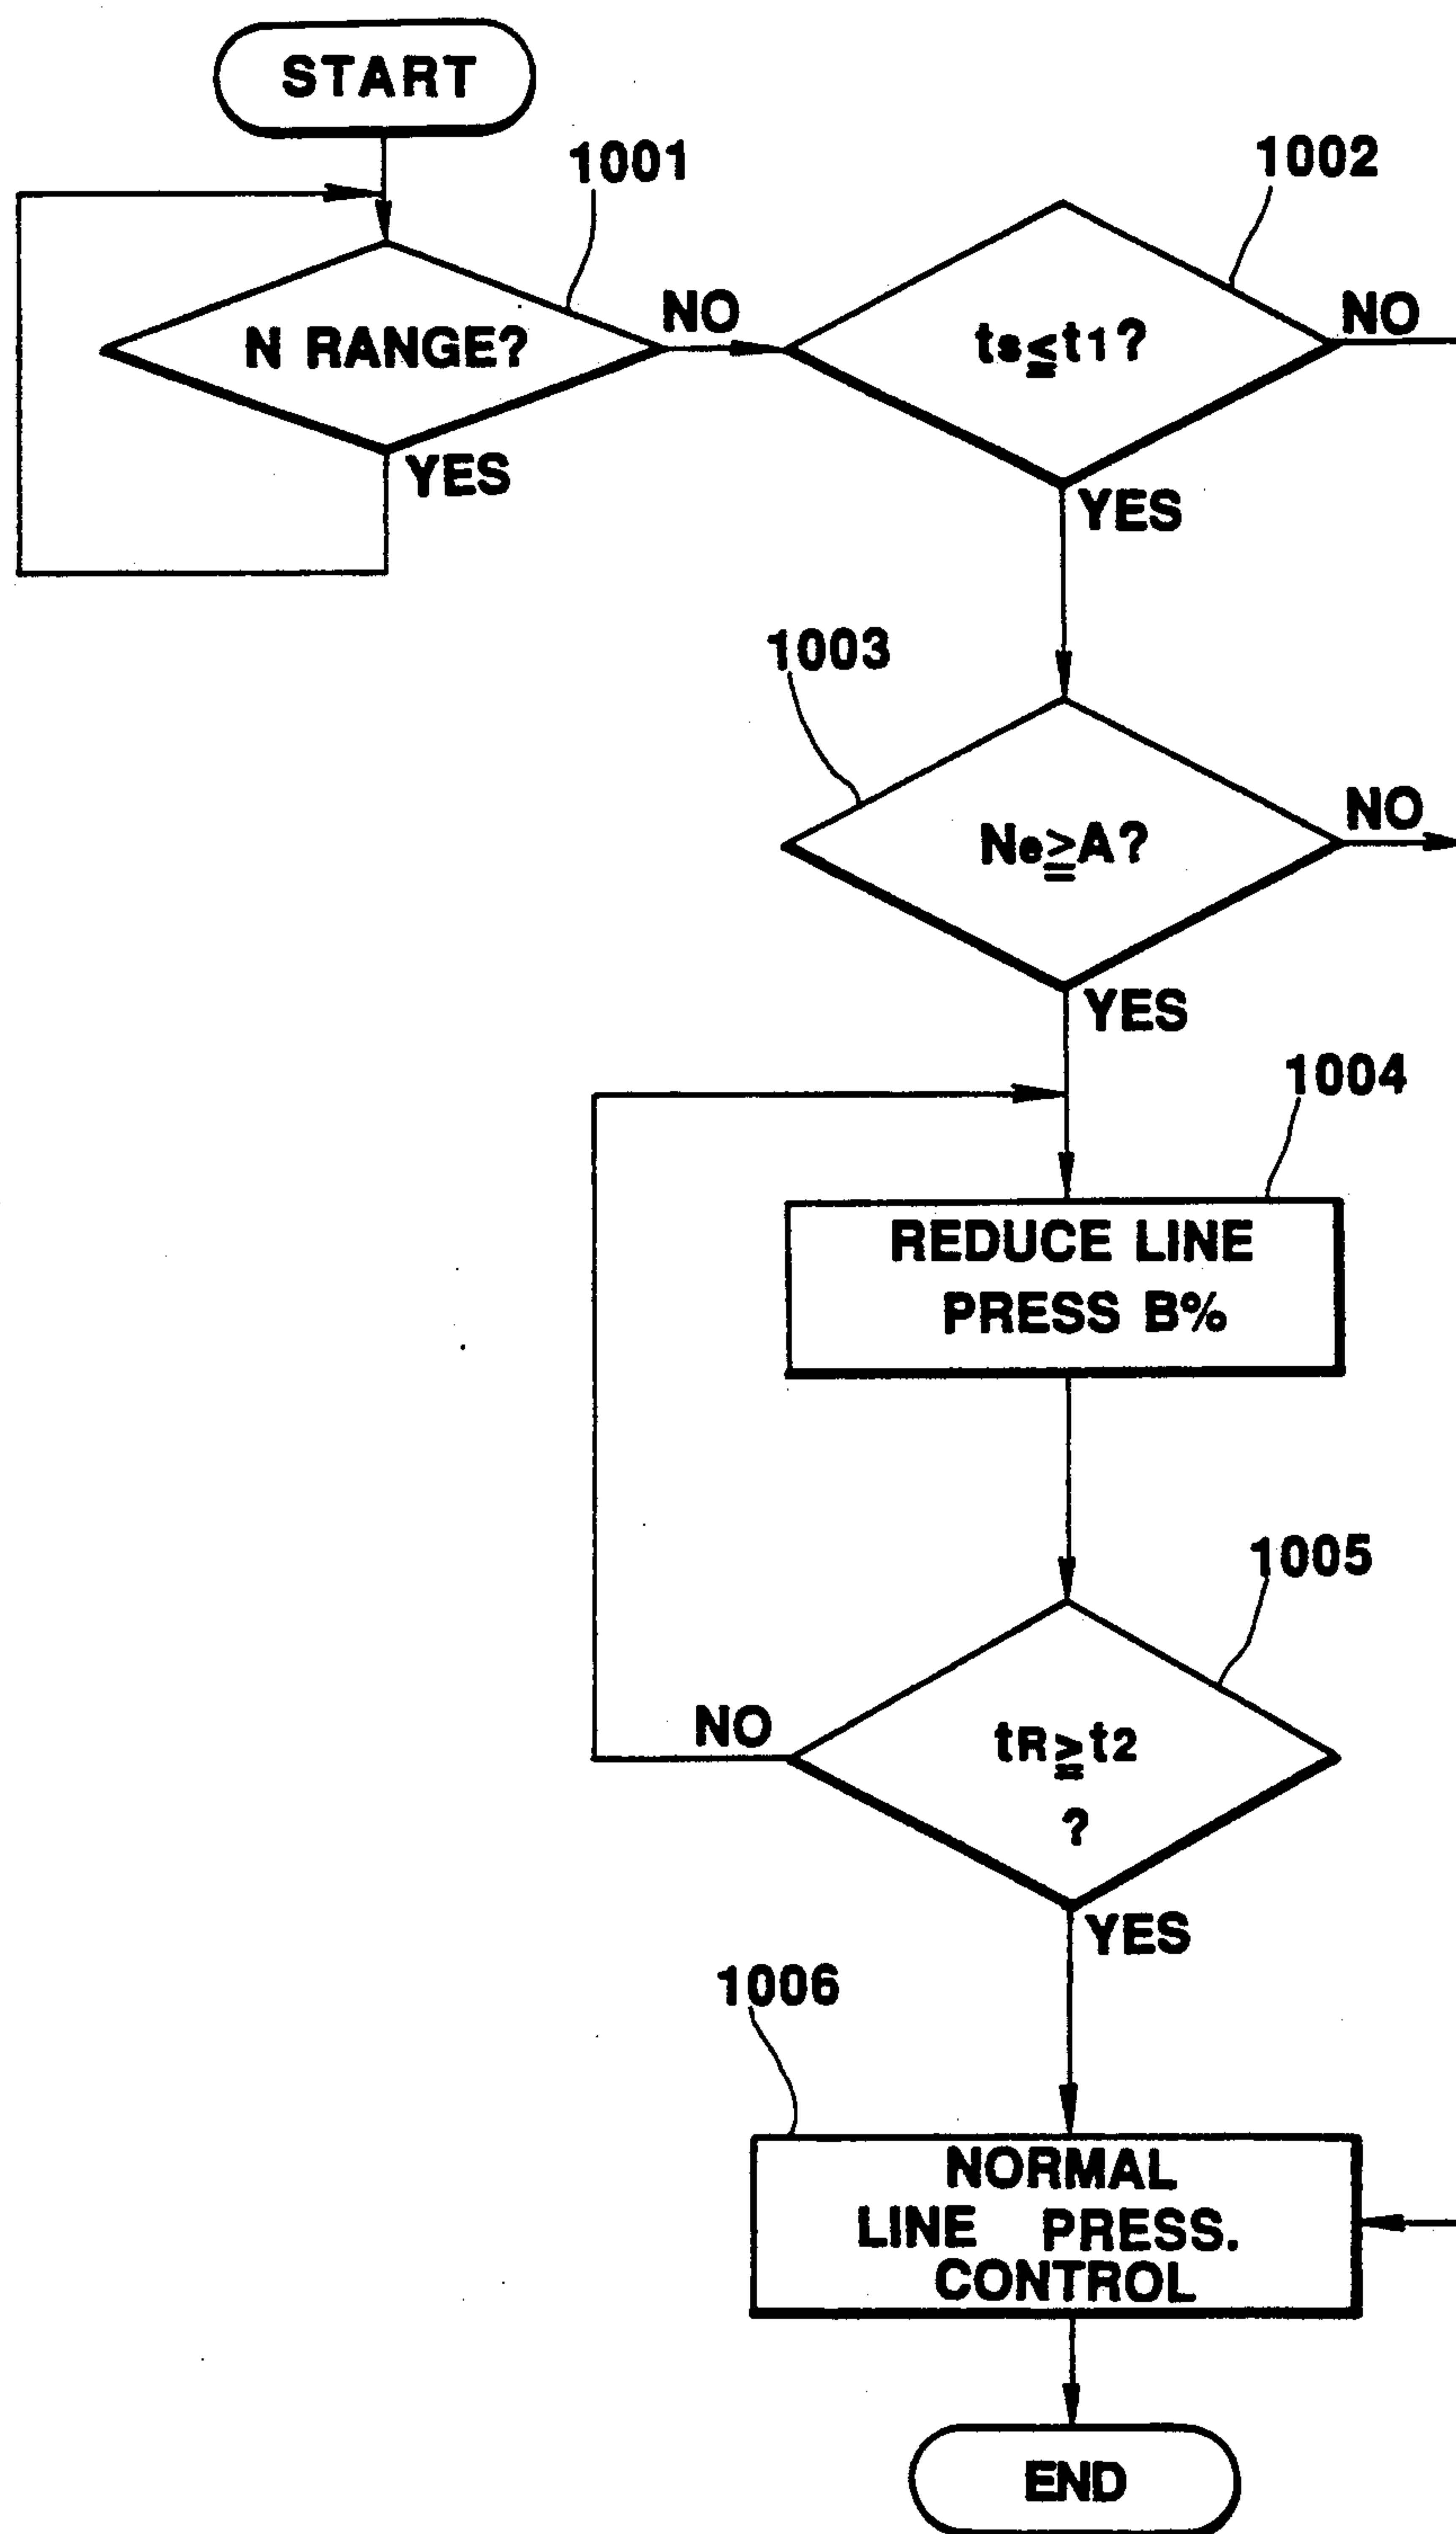 START
1001
1002
N RANGE?
NO
ts≦t1?
NO
YES
YES
1003
Ne≧A?
NO
YES
1004
REDUCE LINE
PRESS B%
1005
tR≧t2
?
NO
YES
1006
NORMAL
LINE PRESS.
CONTROL
END